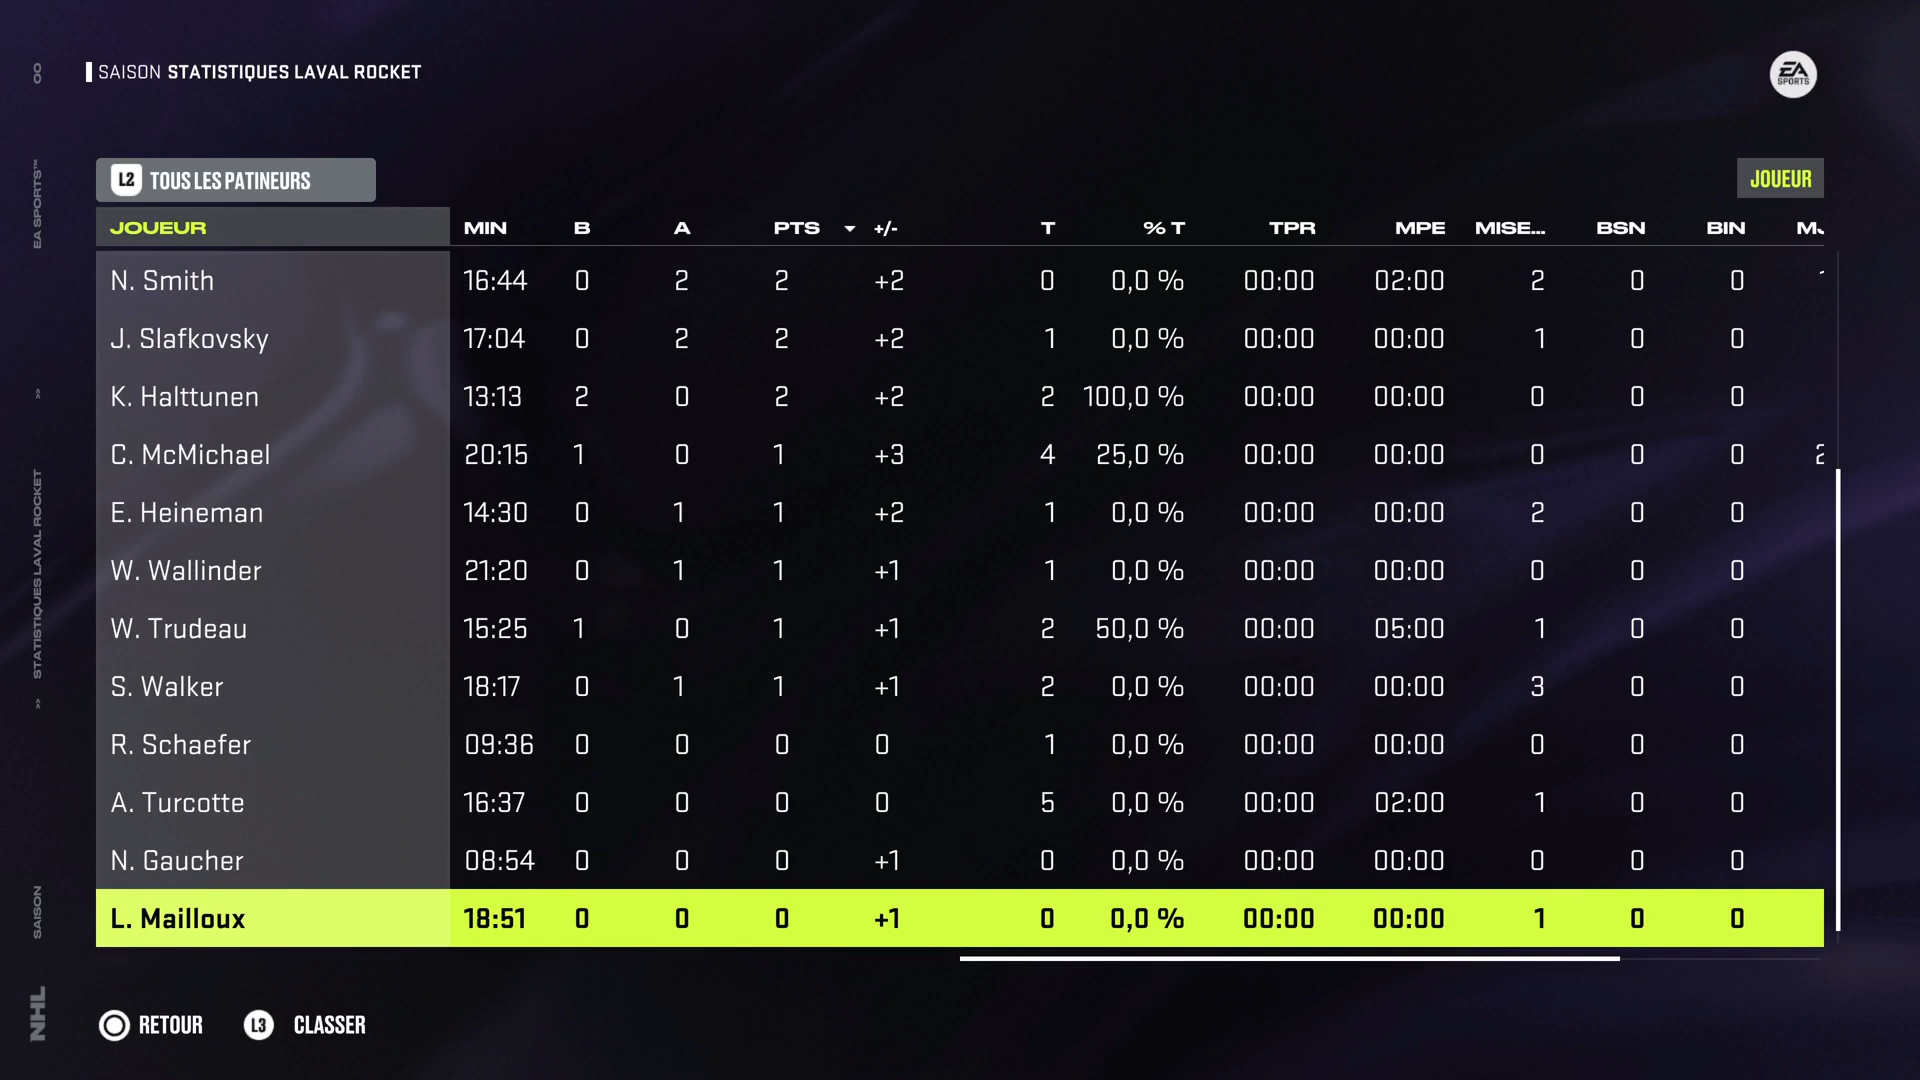 SAISON STATISTIQUES LAVAL ROCKET
EA SPORTS
L2 TOUS LES PATINEURS
JOUEUR
JOUEUR MIN B A PTS +/- T % T TPR MPE MISE... BSN BIN
N. Smith 16:44 0 2 2 +2 0 0,0 % 00:00 02:00 2 0 0
J. Slafkovsky 17:04 0 2 2 +2 1 0,0 % 00:00 00:00 1 0 0
K. Halttunen 13:13 2 0 2 +2 2 100,0 % 00:00 00:00 0 0 0
C. McMichael 20:15 1 0 1 +3 4 25,0 % 00:00 00:00 0 0 0
E. Heineman 14:30 0 1 1 +2 1 0,0 % 00:00 00:00 2 0 0
W. Wallinder 21:20 0 1 1 +1 1 0,0 % 00:00 00:00 0 0 0
W. Trudeau 15:25 1 0 1 +1 2 50,0 % 00:00 05:00 1 0 0
S. Walker 18:17 0 1 1 +1 2 0,0 % 00:00 00:00 3 0 0
R. Schaefer 09:36 0 0 0 0 1 0,0 % 00:00 00:00 0 0 0
A. Turcotte 16:37 0 0 0 0 5 0,0 % 00:00 02:00 1 0 0
N. Gaucher 08:54 0 0 0 +1 0 0,0 % 00:00 00:00 0 0 0
L. Mailloux 18:51 0 0 0 +1 0 0,0 % 00:00 00:00 1 0 0
RETOUR L3 CLASSER
NHL SAISON >> STATISTIQUES LAVAL ROCKET >> EA SPORTS™